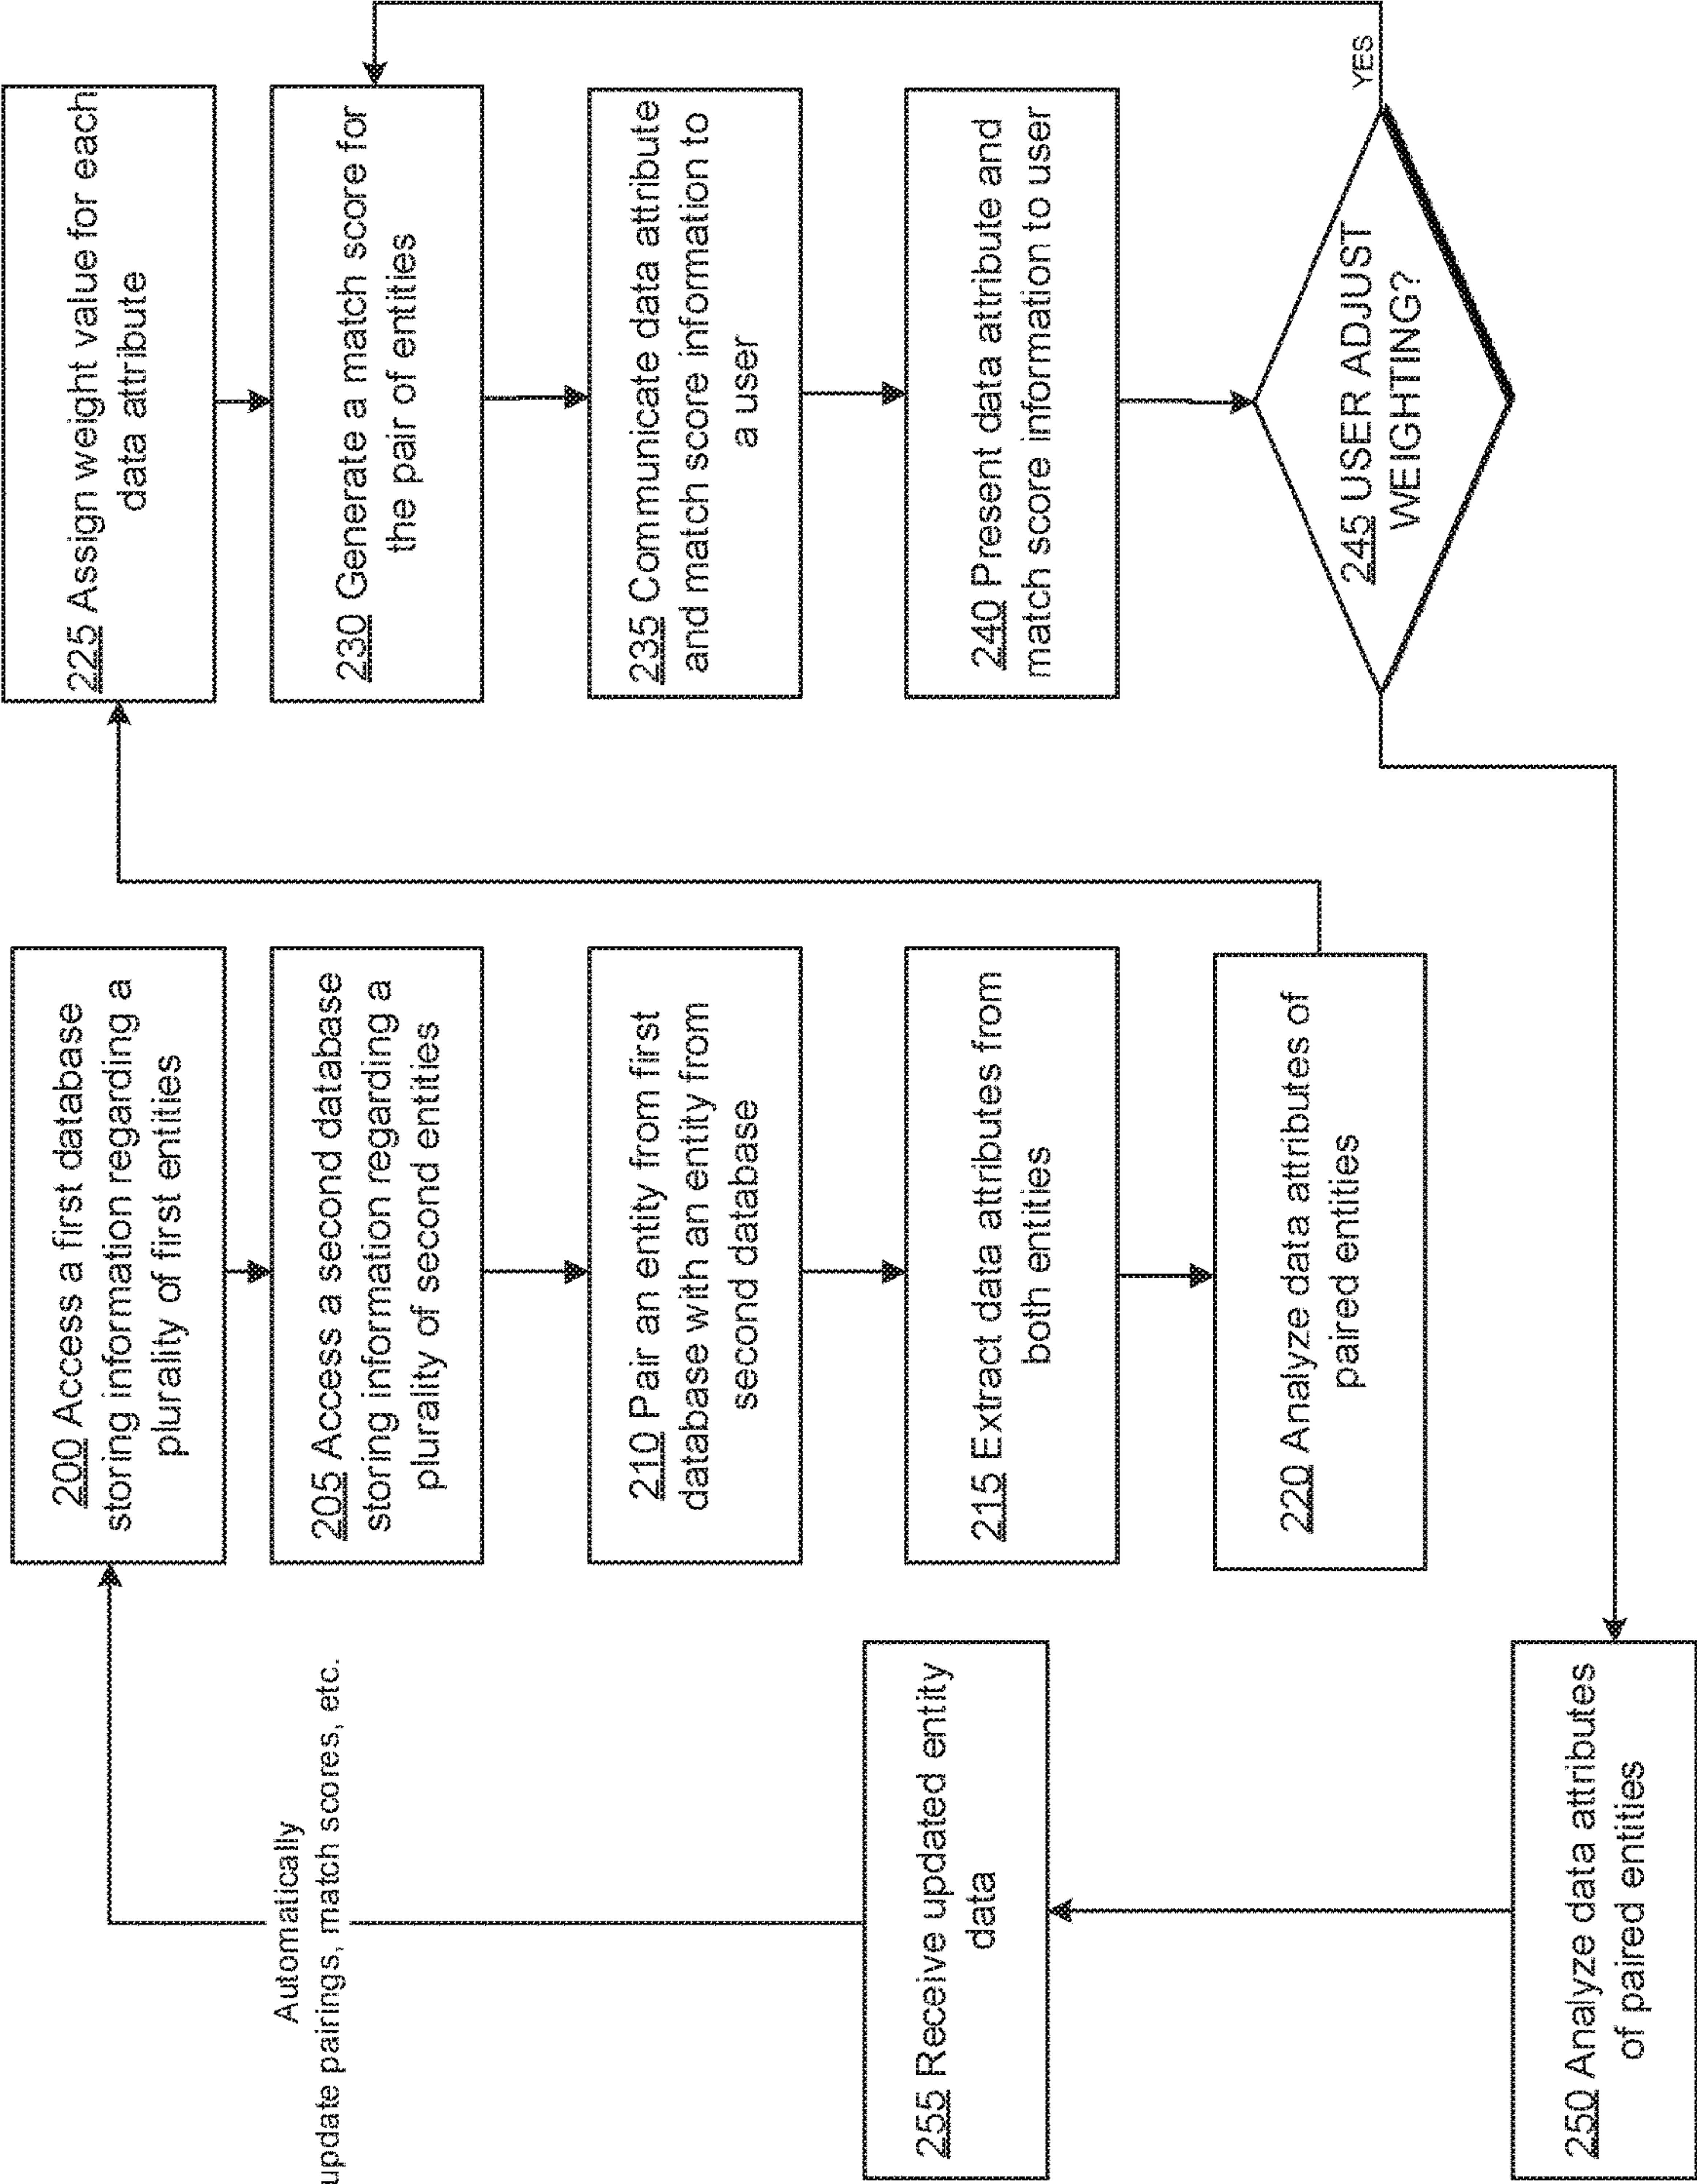 200 Access a first database
storing information regarding a
plurality of first entities
205 Access a second database
storing information regarding a
plurality of second entities
210 Pair an entity from first
database with an entity from
second database
215 Extract data attributes from
both entities
220 Analyze data attributes of
paired entities
225 Assign weight value for each
data attribute
230 Generate a match score for
the pair of entities
235 Communicate data attribute
and match score information to
a user
240 Present data attribute and
match score information to user
245 USER ADJUST
WEIGHTING?
YES
250 Analyze data attributes
of paired entities
255 Receive updated entity
data
Automatically
update pairings, match scores, etc.